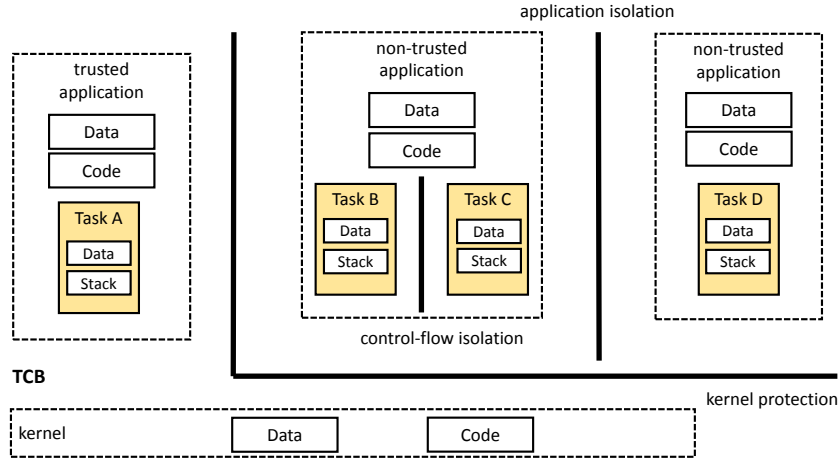 application isolation
trusted
application
Data
Code
Task A
Data
Stack
non-trusted
application
Data
Code
Task B
Data
Stack
Task C
Data
Stack
control-flow isolation
non-trusted
application
Data
Code
Task D
Data
Stack
TCB
kernel protection
kernel
Data
Code